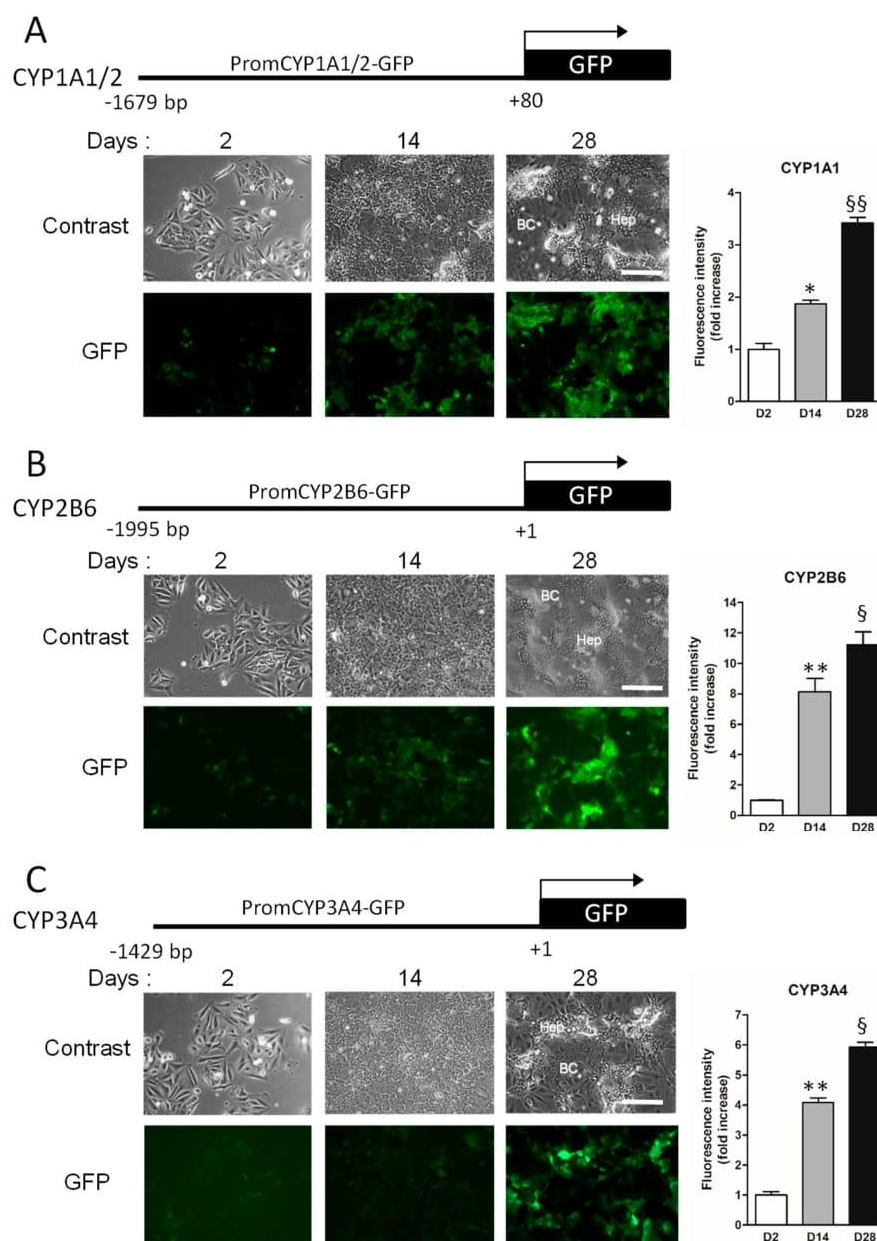 A
CYP1A1/2
PromCYP1A1/2-GFP
GFP
-1679 bp
+80
Days :
2
14
28
Contrast
BC
Hep
GFP
CYP1A1
Fluorescence intensity
(fold increase)
4
3
2
1
0
*
§§
D2
D14
D28
B
CYP2B6
PromCYP2B6-GFP
GFP
-1995 bp
+1
Days :
2
14
28
Contrast
BC
Hep
GFP
CYP2B6
Fluorescence intensity
(fold increase)
14
12
10
8
6
4
2
0
**
§
D2
D14
D28
C
CYP3A4
PromCYP3A4-GFP
GFP
-1429 bp
+1
Days :
2
14
28
Contrast
Hep
BC
GFP
CYP3A4
Fluorescence intensity
(fold increase)
7
6
5
4
3
2
1
0
**
§
D2
D14
D28